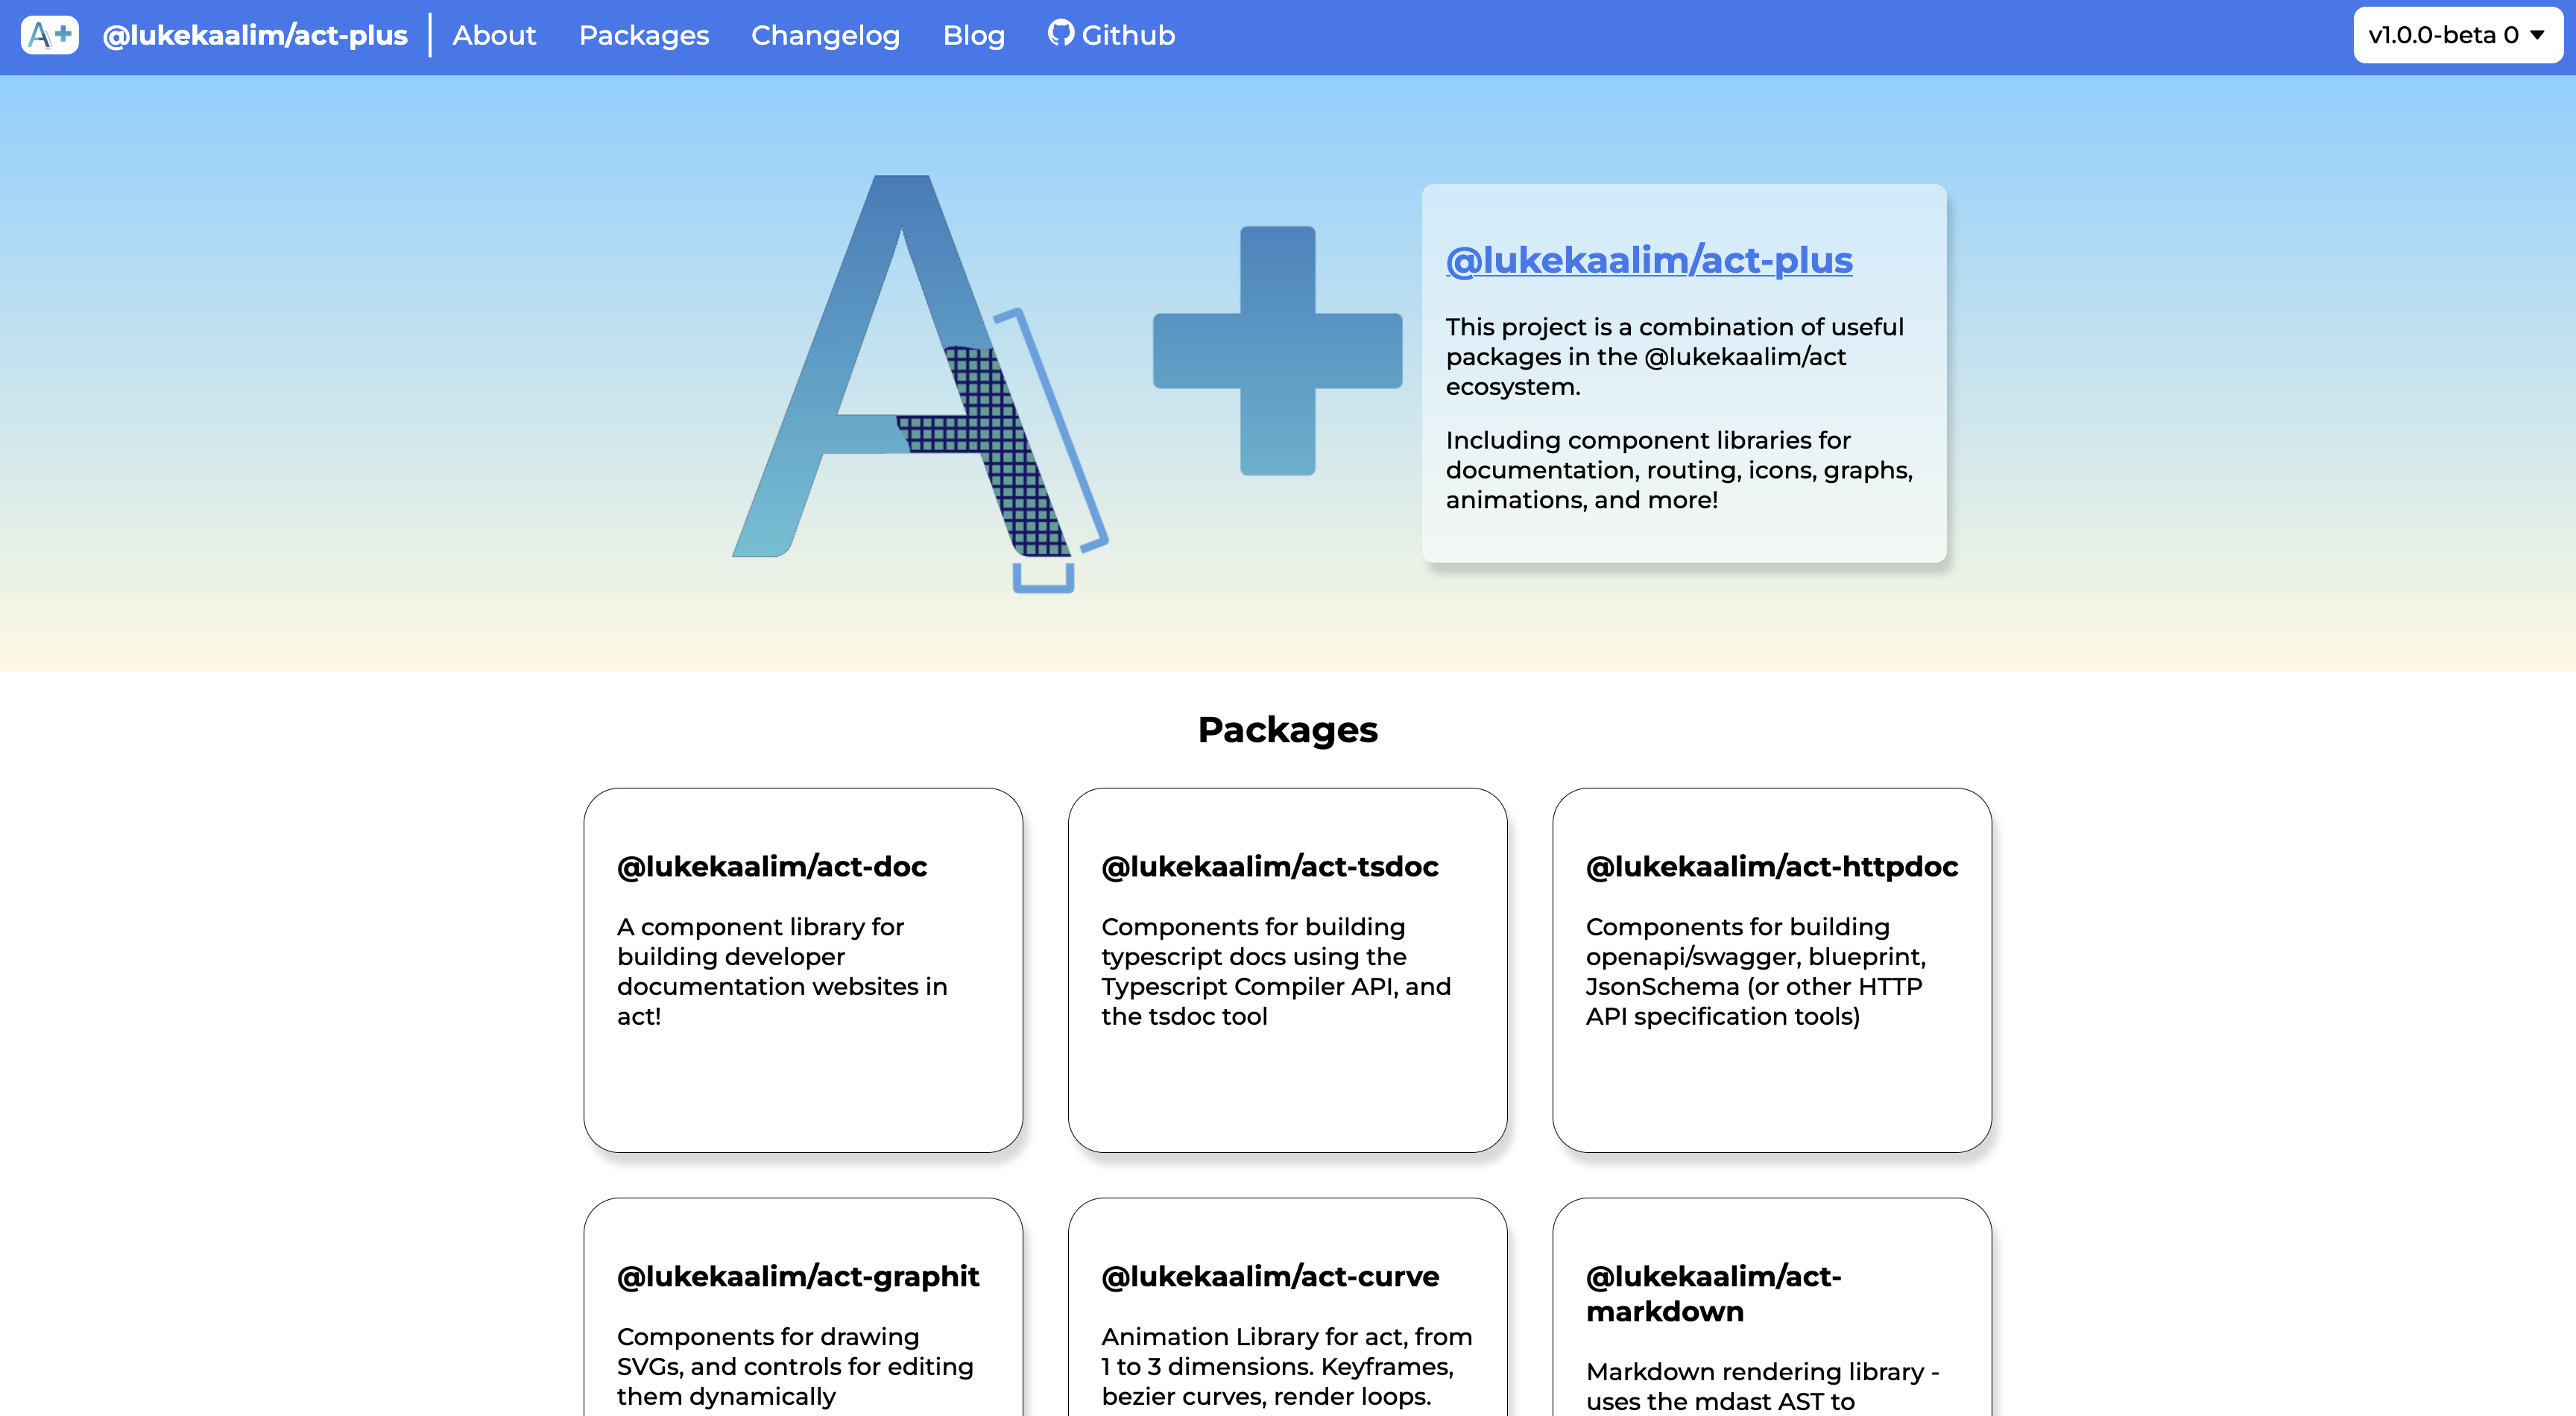 A+ @lukekaalim/act-plus About Packages Changelog Blog Github v1.0.0-beta 0
A+
@lukekaalim/act-plus
This project is a combination of useful
packages in the @lukekaalim/act
ecosystem.
Including component libraries for
documentation, routing, icons, graphs,
animations, and more!
Packages
@lukekaalim/act-doc
A component library for
building developer
documentation websites in
act!
@lukekaalim/act-tsdoc
Components for building
typescript docs using the
Typescript Compiler API, and
the tsdoc tool
@lukekaalim/act-httpdoc
Components for building
openapi/swagger, blueprint,
JsonSchema (or other HTTP
API specification tools)
@lukekaalim/act-graphit
Components for drawing
SVGs, and controls for editing
them dynamically
@lukekaalim/act-curve
Animation Library for act, from
1 to 3 dimensions. Keyframes,
bezier curves, render loops.
@lukekaalim/act-
markdown
Markdown rendering library -
uses the mdast AST to